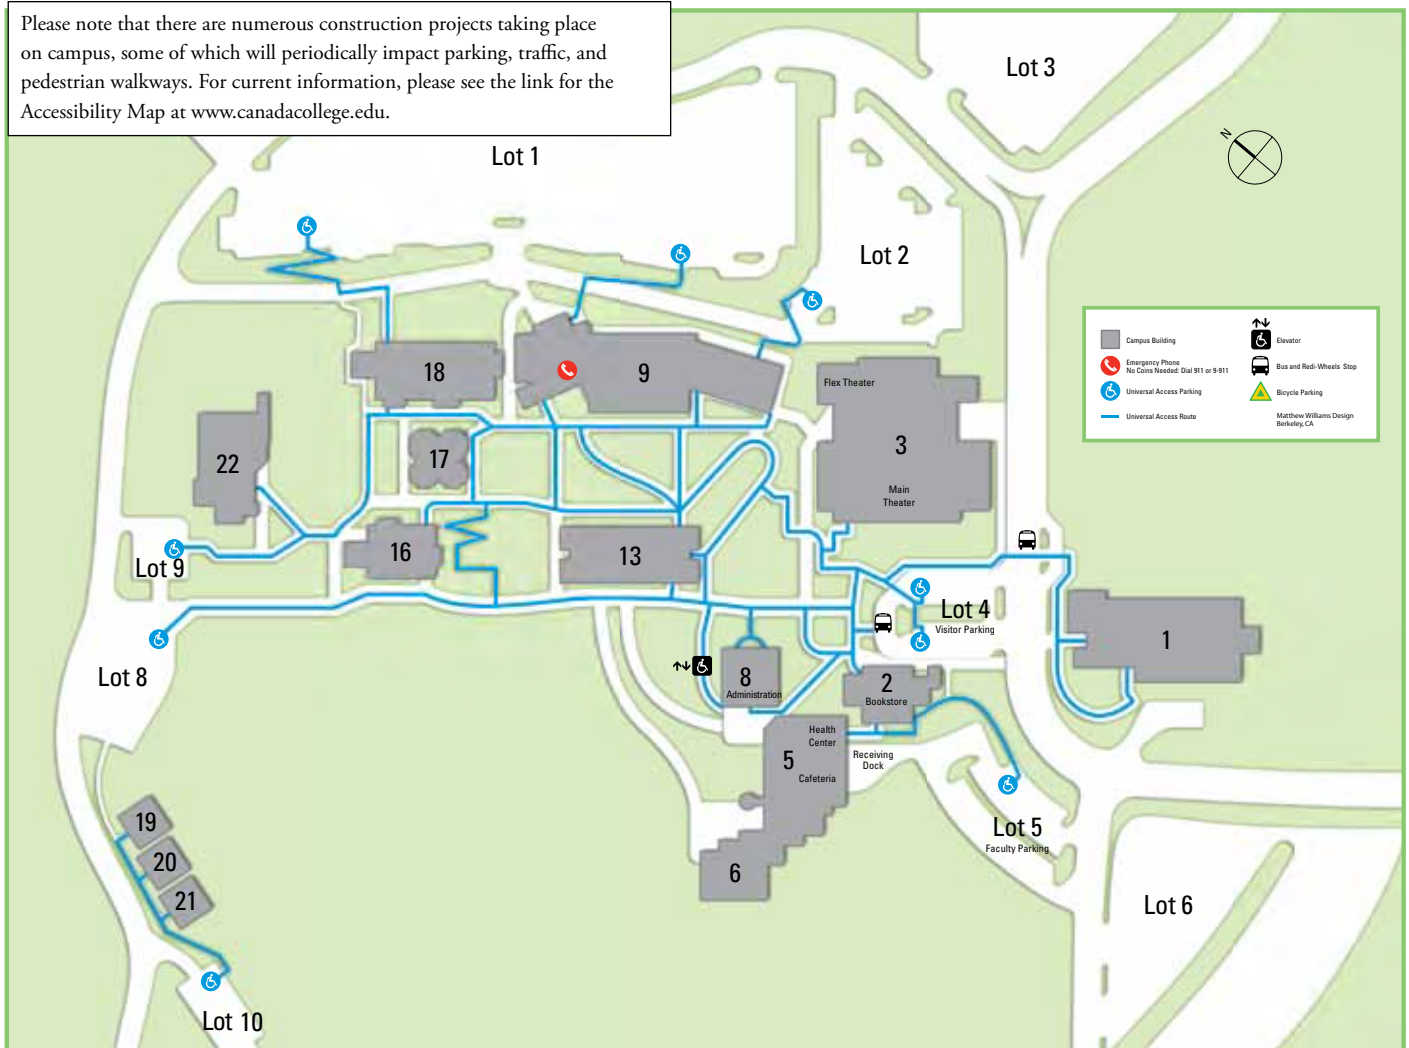 Please note that there are numerous construction projects taking place
on campus, some of which will periodically impact parking, traffic, and
pedestrian walkways. For current information, please see the link for the
Accessibility Map at www.canadacollege.edu.
Lot 3
N
Lot 1
Lot 2
Campus Building
Elevator
Emergency Phone
No Coins Needed: Dial 911 or 9-911
Bus and Redi-Wheels Stop
Universal Access Parking
Bicycle Parking
Universal Access Route
Matthew Williams Design
Berkeley, CA
18
9
Flex Theater
3
Main
Theater
22
17
16
13
Lot 9
Lot 4
Visitor Parking
1
Lot 8
8
Administration
2
Bookstore
Health
Center
5
Cafeteria
Receiving
Dock
19
20
21
6
Lot 5
Faculty Parking
Lot 6
Lot 10